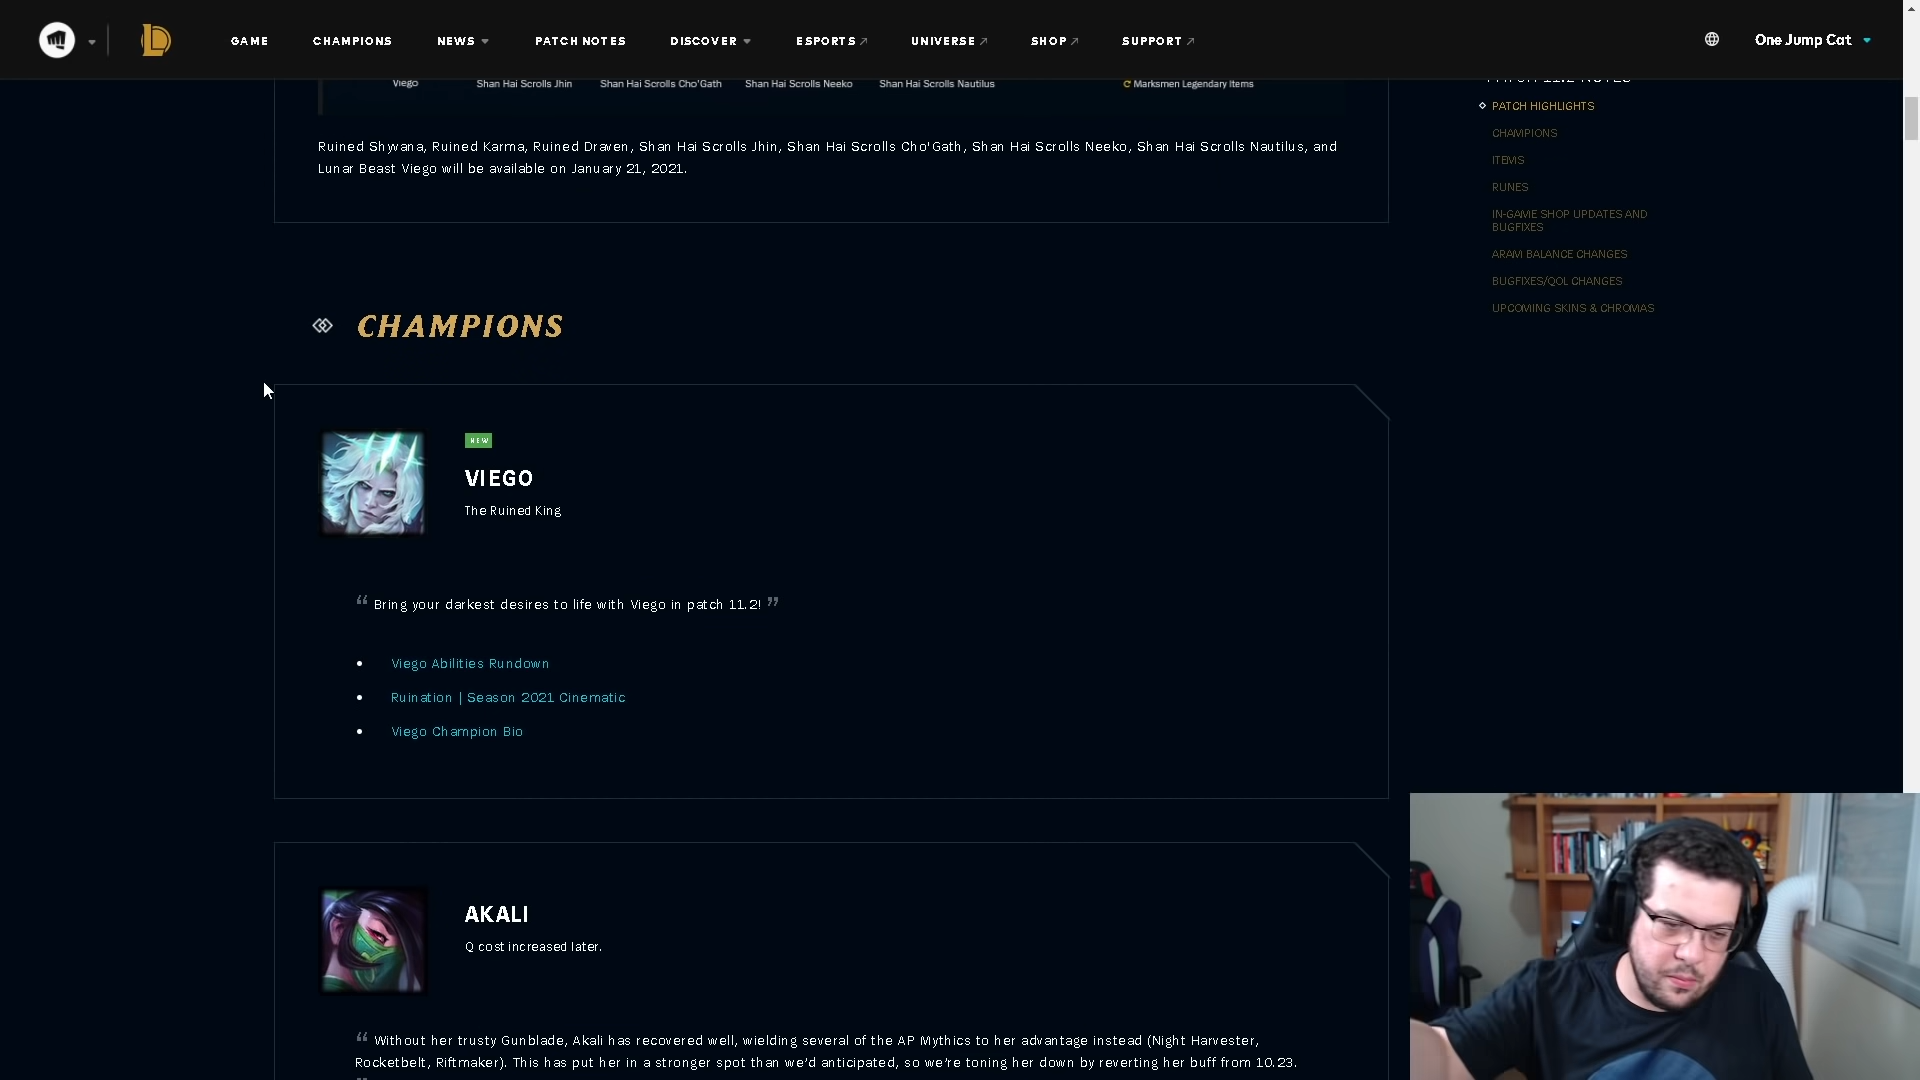 GAME
CHAMPIONS
NEWS
PATCH NOTES
DISCOVER
ESPORTS
UNIVERSE
SHOP
SUPPORT
One Jump Cat
Viego
Shan Hai Scrolls Jhin
Shan Hai Scrolls Cho'Gath
Shan Hai Scrolls Neeko
Shan Hai Scrolls Nautilus
Marksmen Legendary Items
Ruined Shyvana, Ruined Karma, Ruined Draven, Shan Hai Scrolls Jhin, Shan Hai Scrolls Cho'Gath, Shan Hai Scrolls Neeko, Shan Hai Scrolls Nautilus, and
Lunar Beast Viego will be available on January 21, 2021.
PATCH 11.2 NOTES
PATCH HIGHLIGHTS
CHAMPIONS
ITEMS
RUNES
IN-GAME SHOP UPDATES AND
BUGFIXES
ARAM BALANCE CHANGES
BUGFIXES/QOL CHANGES
UPCOMING SKINS & CHROMAS
CHAMPIONS
NEW
VIEGO
The Ruined King
“ Bring your darkest desires to life with Viego in patch 11.2! ”
• Viego Abilities Rundown
• Ruination | Season 2021 Cinematic
• Viego Champion Bio
AKALI
Q cost increased later.
“ Without her trusty Gunblade, Akali has recovered well, wielding several of the AP Mythics to her advantage instead (Night Harvester,
Rocketbelt, Riftmaker). This has put her in a stronger spot than we’d anticipated, so we’re toning her down by reverting her buff from 10.23.